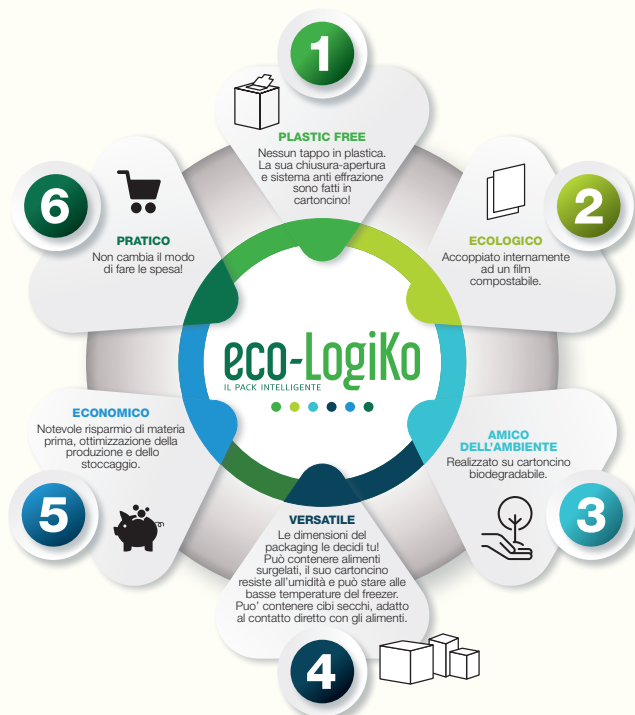 1
PLASTIC FREE
Nessun tappo in plastica.
La sua chiusura-apertura
e sistema anti effrazione
sono fatti in
cartoncino!
2
ECOLOGICO
Accoppiato internamente
ad un film
compostabile.
3
AMICO
DELL'AMBIENTE
Realizzato su cartoncino
biodegradabile.
4
VERSATILE
Le dimensioni del
packaging le decidi tu!
Può contenere alimenti
surgelati, il suo cartoncino
resiste all'umidità e può stare alle
basse temperature del freezer.
Puo' contenere cibi secchi, adatto
al contatto diretto con gli alimenti.
5
ECONOMICO
Notevole risparmio di materia
prima, ottimizzazione della
produzione e dello
stoccaggio.
6
PRATICO
Non cambia il modo
di fare le spesa!
eco-LogiKo
IL PACK INTELLIGENTE